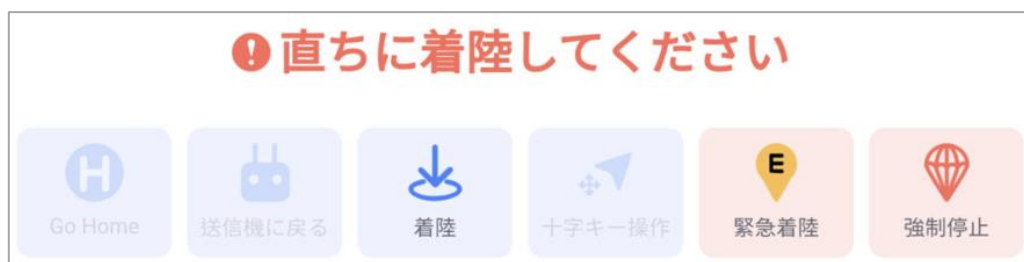 直ちに着陸してください
H
E
Go Home
送信機に戻る
着陸
十字キー操作
緊急着陸
強制停止